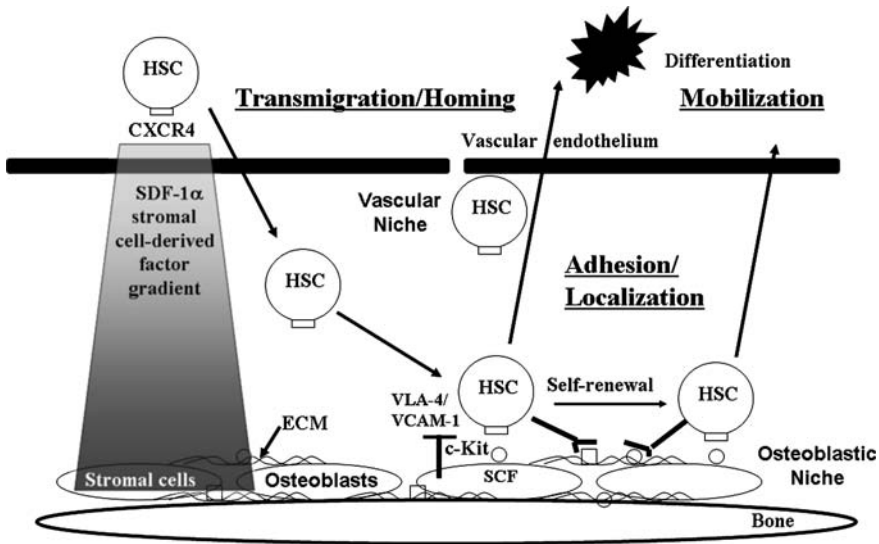 HSC
CXCR4
Transmigration/Homing
Differentiation
Mobilization
Vascular endothelium
SDF-1α
stromal
cell-derived
factor
gradient
Vascular
Niche
HSC
HSC
Adhesion/
Localization
HSC
Self-renewal
HSC
VLA-4/
VCAM-1
c-Kit
ECM
Stromal cells
Osteoblasts
SCF
Osteoblastic
Niche
Bone